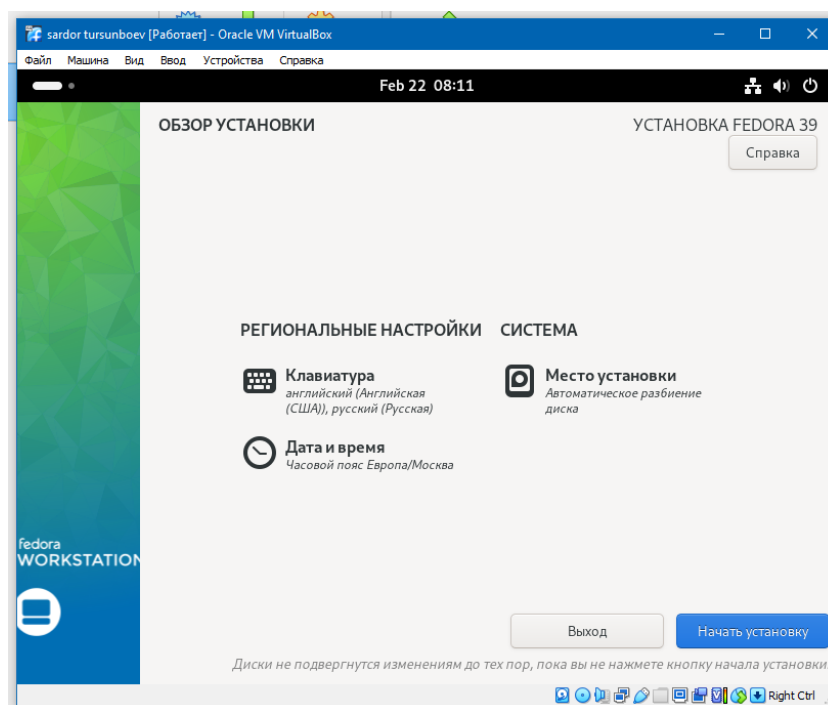 sardor tursunboev [Работает] - Oracle VM VirtualBox
Файл Машина Вид Ввод Устройства Справка
Feb 22 08:11
ОБЗОР УСТАНОВКИ
УСТАНОВКА FEDORA 39
Справка
РЕГИОНАЛЬНЫЕ НАСТРОЙКИ
Клавиатура
английский (Английская
(США)), русский (Русская)
Дата и время
Часовой пояс Европа/Москва
СИСТЕМА
Место установки
Автоматическое разбиение
диска
fedora
WORKSTATION
Выход
Начать установку
Диски не подвергнутся изменениям до тех пор, пока вы не нажмете кнопку начала установки.
Right Ctrl